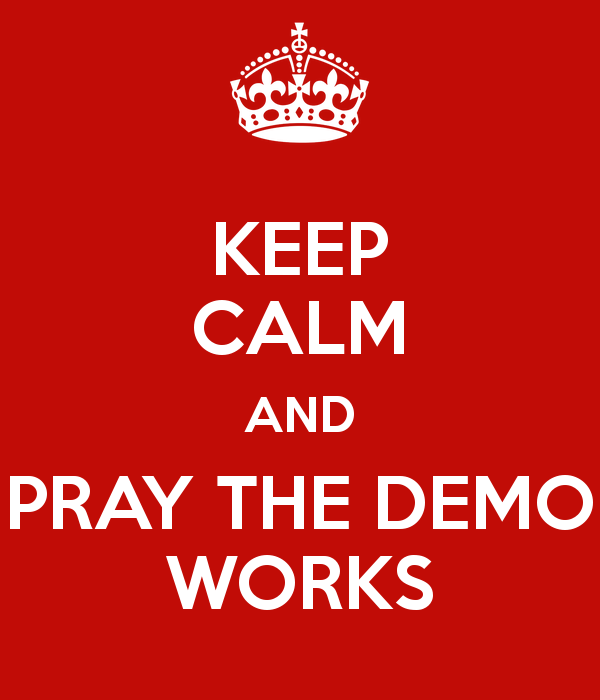 KEEP
CALM
AND
PRAY THE DEMO
WORKS